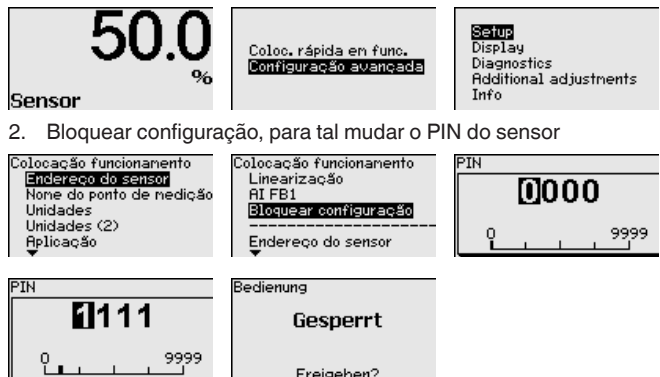 50.0
%
Sensor
Coloc. rápida em func.
Configuração avançada
Setup
Display
Diagnostics
Additional adjustments
Info
2. Bloquear configuração, para tal mudar o PIN do sensor
Colocação funcionamento
Endereço do sensor
Nome do ponto de medição
Unidades
Unidades (2)
Aplicação
Colocação funcionamento
Linearização
AI FB1
Bloquear configuração
Endereço do sensor
PIN
0000
0 9999
PIN
1111
0 9999
Bedienung
Gesperrt
Freigeben?